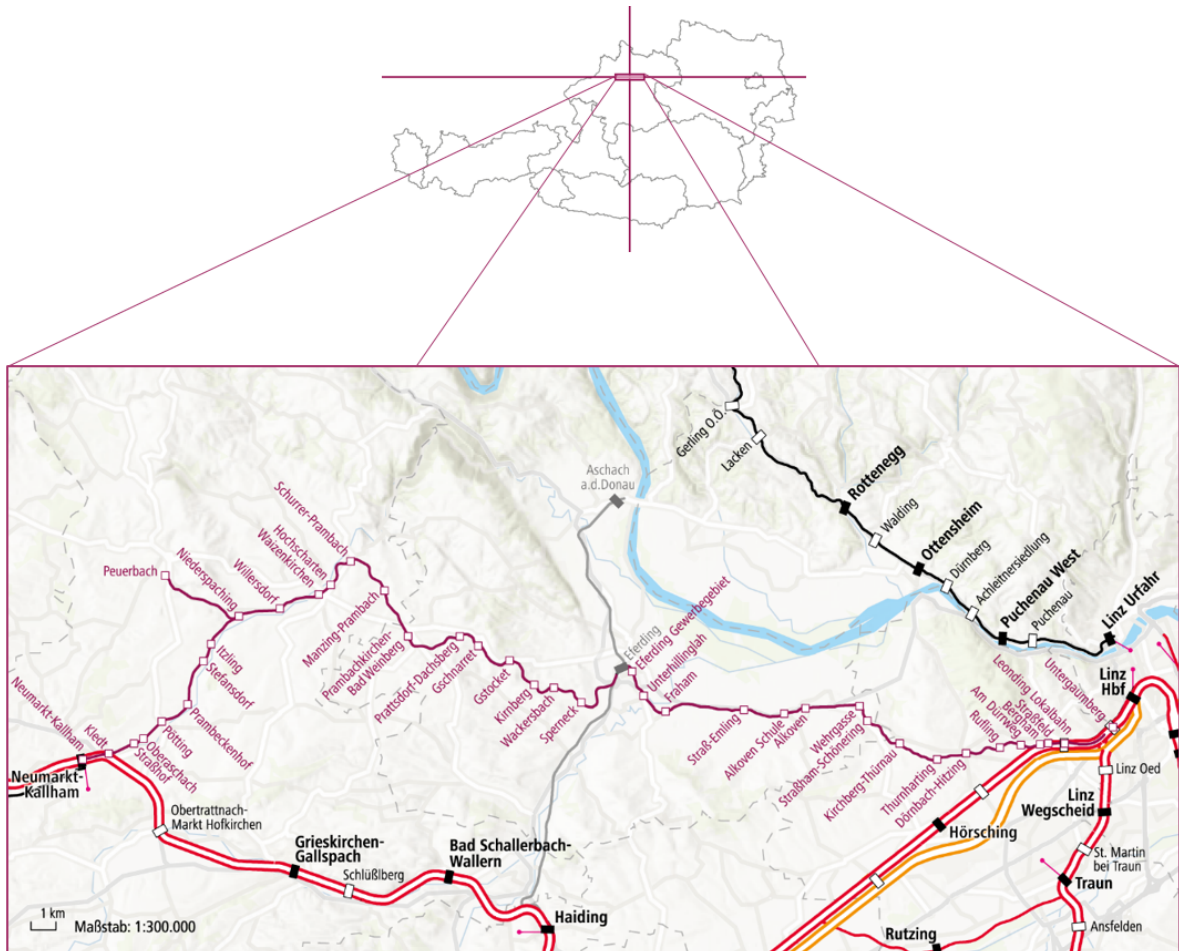 Aschach
a.d.Donau
Gerling O.Ö.
Lacken
Rottenegg
Walding
Ottensheim
Dürnberg
Achleitnersiedlung
Puchenau West
Puchenau
Linz Urfahr
Linz
Hbf
Peuerbach
Niederspaching
Willersdorf
Waizenkirchen
Hochscharten
Schurrer-Prambach
Manzing-Prambach
Prambachkirchen-
Bad Weinberg
Prattsdorf-Dachsberg
Gschnarret
Gstocket
Kirnberg
Wackersbach
Sperneck
Eferding
Eferding Gewerbegebiet
Unterhillinglah
Fraham
Straß-Emling
Alkoven Schule
Alkoven
Wehrgasse
Straßham-Schönering
Kirchberg-Thürnau
Thurnharting
Dörnbach-Hitzing
Rufling
Am Dürrweg
Bergham
Straßfeld
Leonding Lokalbahn
Untergaumberg
Itzling
Stefansdorf
Prambeckenhof
Pötting
Oberaschach
Straßhof
Kledt
Neumarkt-Kallham
Neumarkt-
Kallham
Obertrattnach-
Markt Hofkirchen
Grieskirchen-
Gallspach
Schlüßlberg
Bad Schallerbach-
Wallern
Haiding
Hörsching
Linz Oed
Linz
Wegscheid
St. Martin
bei Traun
Traun
Ansfelden
Rutzing
1 km
Maßstab: 1:300.000